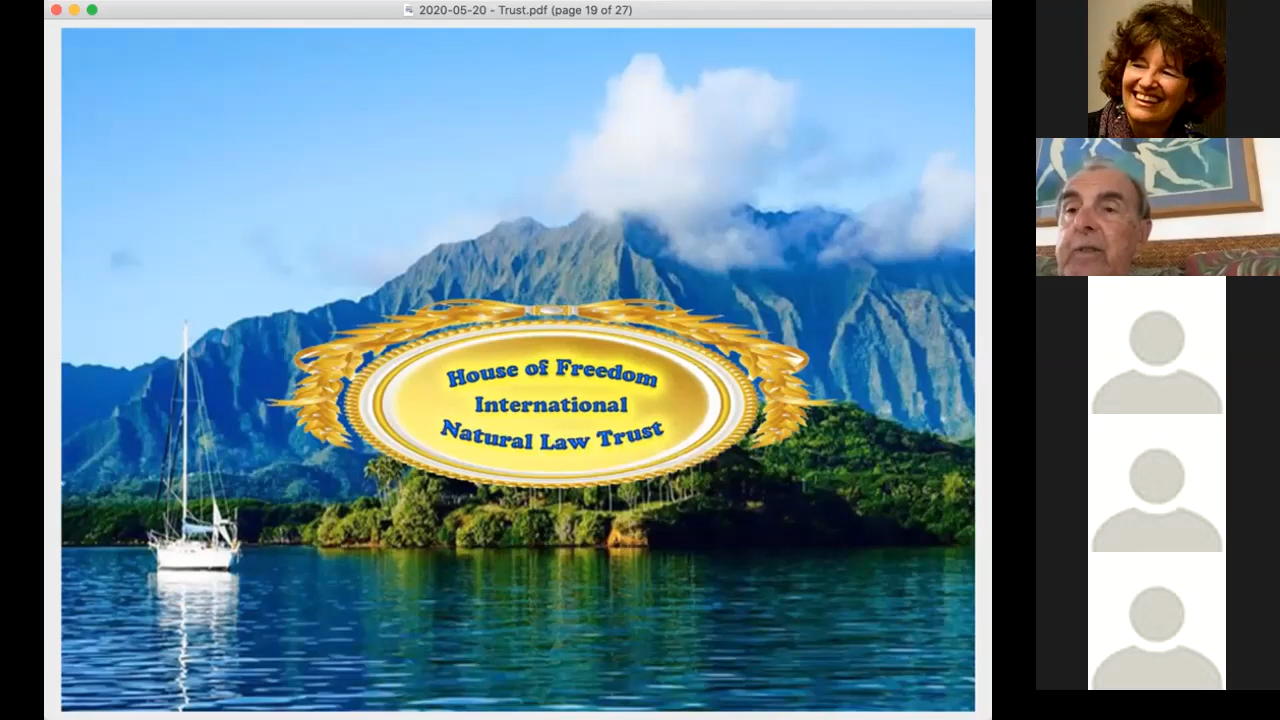 2020-05-20 - Trust.pdf (page 19 of 27)
House of Freedom
International
Natural Law Trust